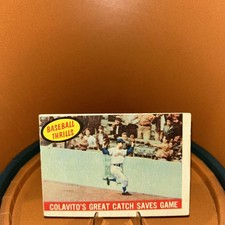 BASEBALL
THRILLS
COLAVITO'S GREAT CATCH SAVES GAME